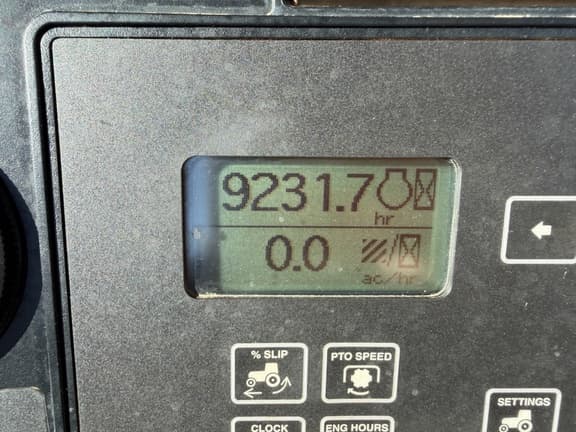 9231.7
hr
0.0
ac/hr
% SLIP
PTO SPEED
SETTINGS
CLOCK
ENG HOURS